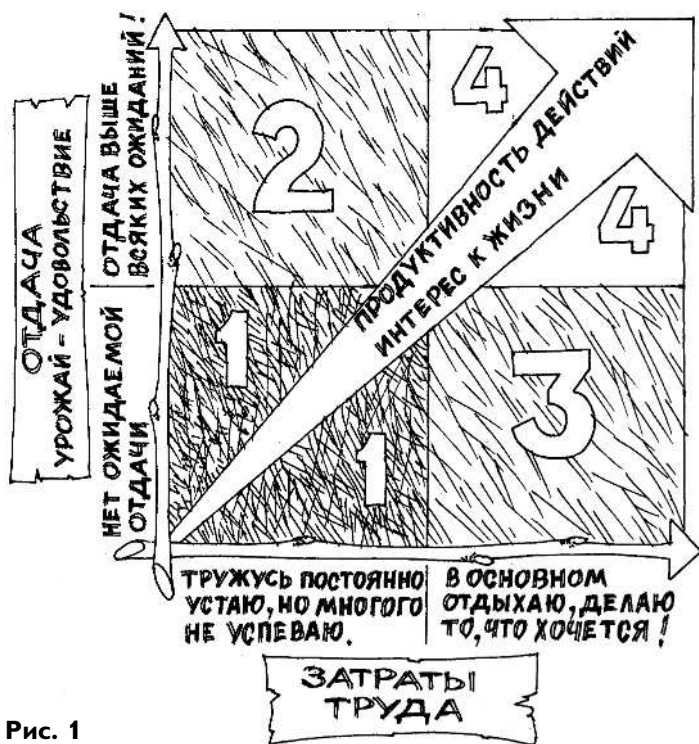 ОТДАЧА
УРОЖАЙ = УДОВОЛЬСТВИЕ
ОТДАЧА ВЫШЕ
ВСЯКИХ ОЖИДАНИЙ!
НЕТ ОЖИДАЕМОЙ
ОТДАЧИ
2
4
4
1
1
3
ПРОДУКТИВНОСТЬ ДЕЙСТВИЙ
ИНТЕРЕС К ЖИЗНИ
ТРУЖУСЬ ПОСТОЯННО
УСТАЮ, НО МНОГОГО
НЕ УСПЕВАЮ.
В ОСНОВНОМ
ОТДЫХАЮ, ДЕЛАЮ
ТО, ЧТО ХОЧЕТСЯ!
ЗАТРАТЫ
ТРУДА
Рис. 1